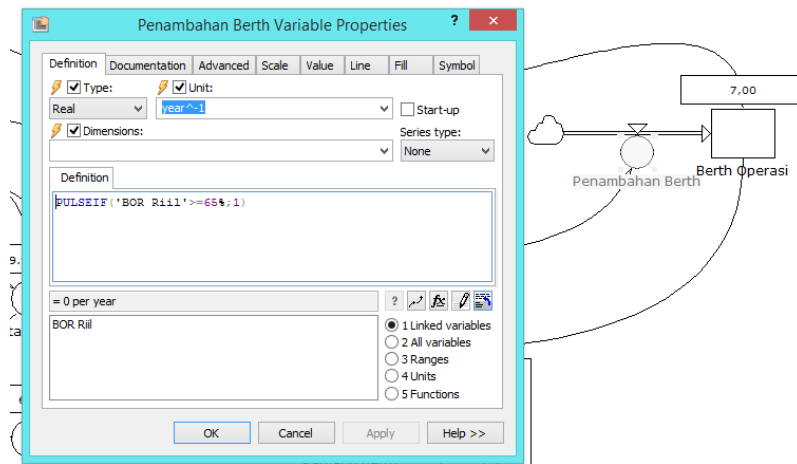 Penambahan Berth Variable Properties
?
×
Definition Documentation Advanced Scale Value Line Fill Symbol
Type:
Unit:
Real
year^-1
Start-up
Dimensions:
Series type:
None
Definition
PULSEIF('BOR Riil'>=65%;1)
= 0 per year
?
fx
BOR Riil
1 Linked variables
2 All variables
3 Ranges
4 Units
5 Functions
OK Cancel Apply Help >>
7,00
Penambahan Berth
Berth Operasi